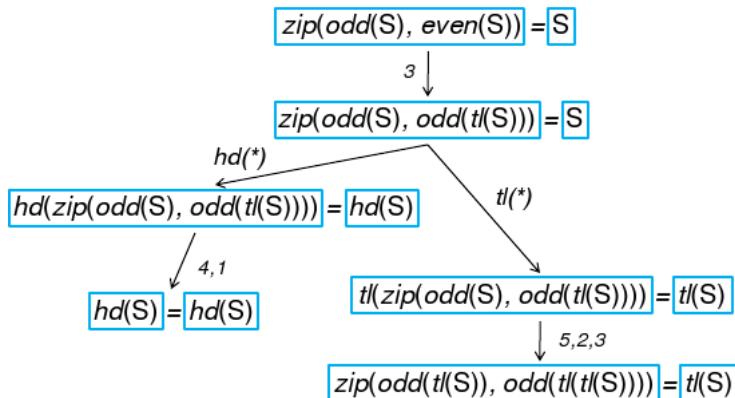 zip(odd(S), even(S)) = S
3
zip(odd(S), odd(tl(S))) = S
hd(*)
tl(*)
hd(zip(odd(S), odd(tl(S)))) = hd(S)
4,1
hd(S) = hd(S)
tl(zip(odd(S), odd(tl(S)))) = tl(S)
5,2,3
zip(odd(tl(S)), odd(tl(tl(S)))) = tl(S)